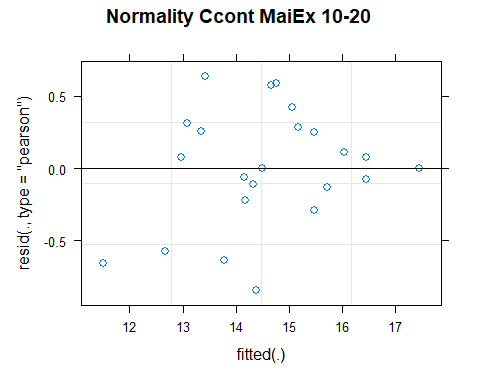 Normality Ccont MaiEx 10-20
resid(., type = "pearson")
0.5
0.0
-0.5
12 13 14 15 16 17
fitted(.)